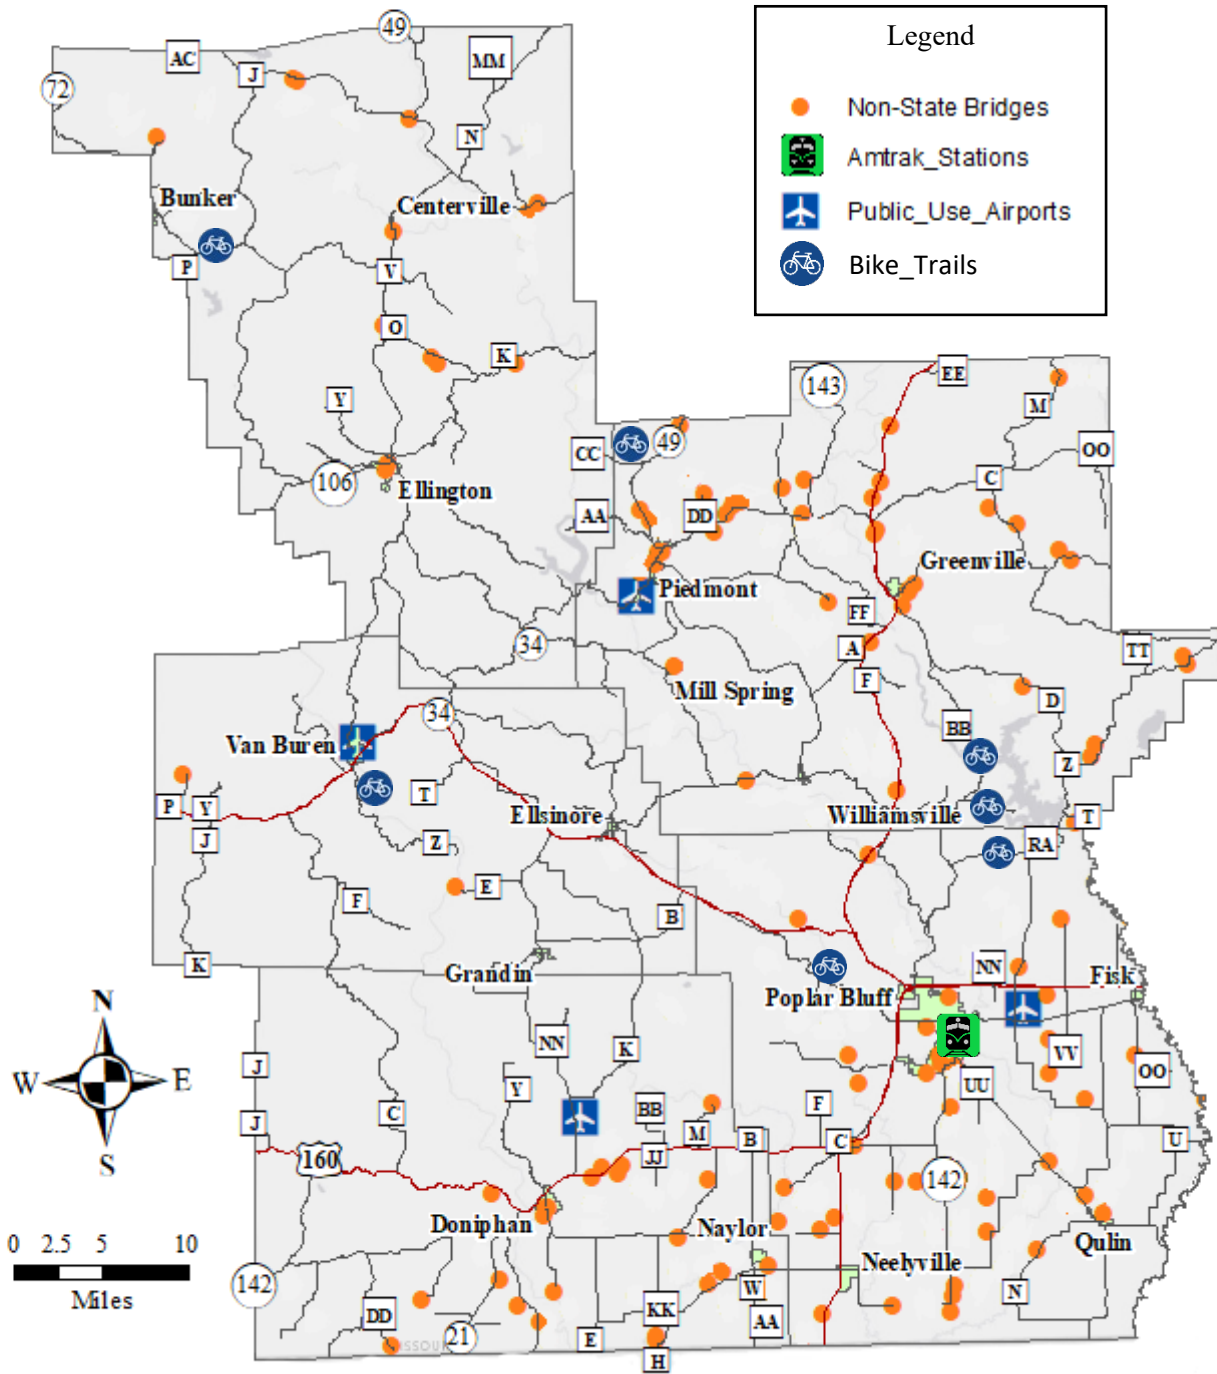 Legend
Non-State Bridges
Amtrak_Stations
Public_Use_Airports
Bike_Trails
49
AC
J
MM
72
N
Bunker
Centerville
P
V
O
K
Y
143
EE
M
CC
49
OO
106
Ellington
C
AA
DD
Greenville
Piedmont
FF
34
A
TT
Mill Spring
F
D
34
BB
Van Buren
Z
T
P
Y
Ellsinore
Williamsville
T
J
Z
RA
E
F
B
K
Grandin
NN
Fisk
Poplar Bluff
N
NN
K
VV
W
E
J
Y
UU
OO
S
C
BB
F
J
M
B
C
U
JJ
160
142
Doniphan
Naylor
Qulin
Neelyville
0 2.5 5 10
Miles
142
W
N
DD
KK
AA
21
E
H